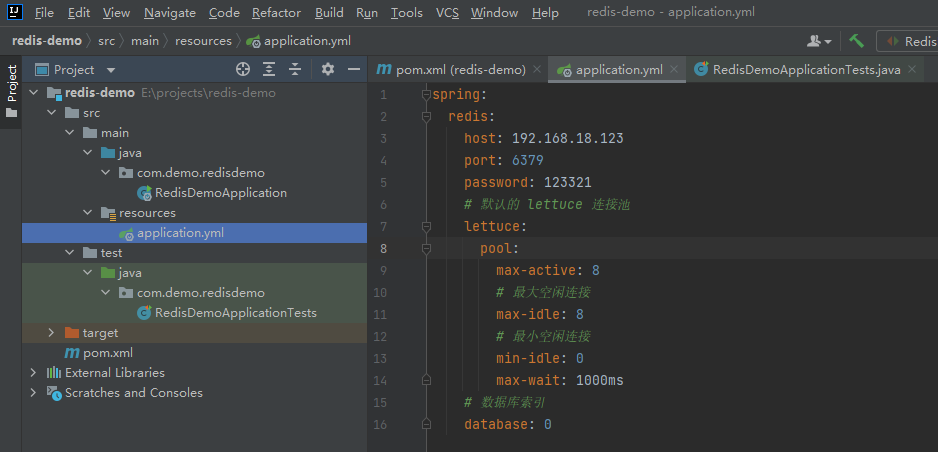 IJ File Edit View Navigate Code Refactor Build Run Tools VCS Window Help redis-demo - application.yml
redis-demo src main resources application.yml Redis
Project Project pom.xml (redis-demo) application.yml RedisDemoApplicationTests.java
redis-demo E:\projects\redis-demo
src
main
java
com.demo.redisdemo
RedisDemoApplication
resources
application.yml
test
java
com.demo.redisdemo
RedisDemoApplicationTests
target
pom.xml
External Libraries
Scratches and Consoles
1 spring:
2 redis:
3 host: 192.168.18.123
4 port: 6379
5 password: 123321
6 # 默认的 lettuce 连接池
7 lettuce:
8 pool:
9 max-active: 8
10 # 最大空闲连接
11 max-idle: 8
12 # 最小空闲连接
13 min-idle: 0
14 max-wait: 1000ms
15 # 数据库索引
16 database: 0